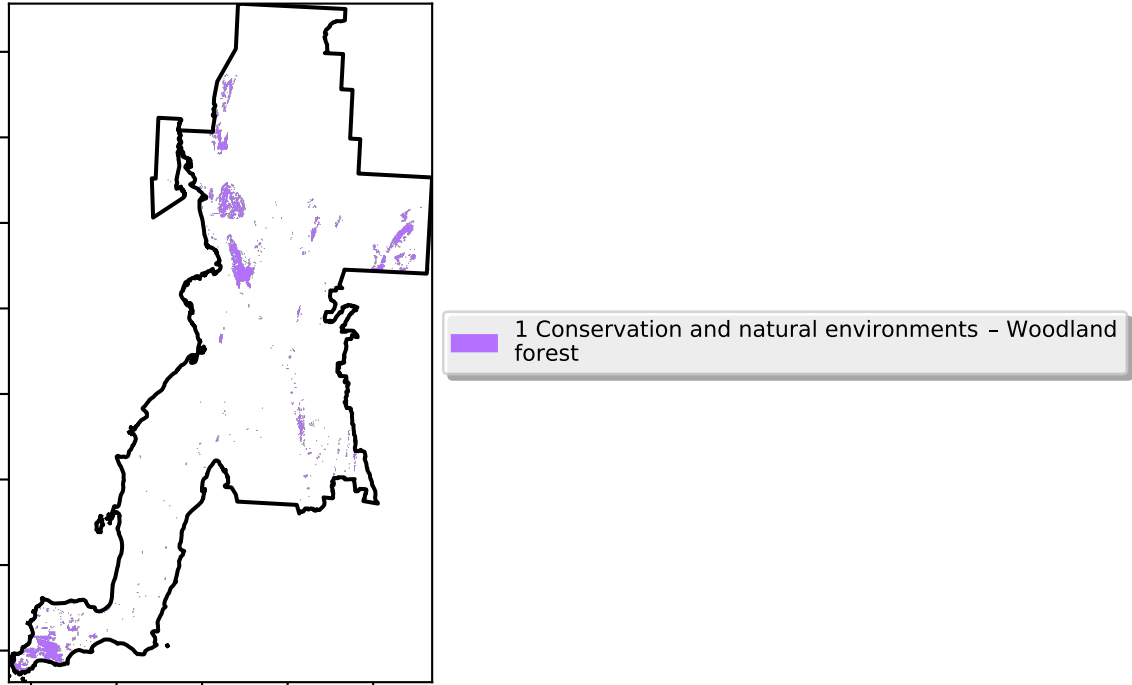 1 Conservation and natural environments – Woodland
forest